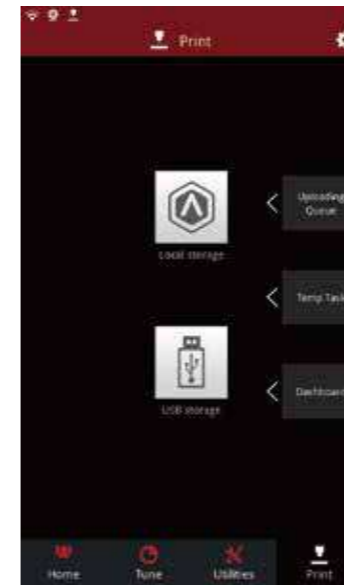 Print
Uploading
Queue
Local storage
Temp Task
USB storage
Dashboard
Home
Tune
Utilities
Print